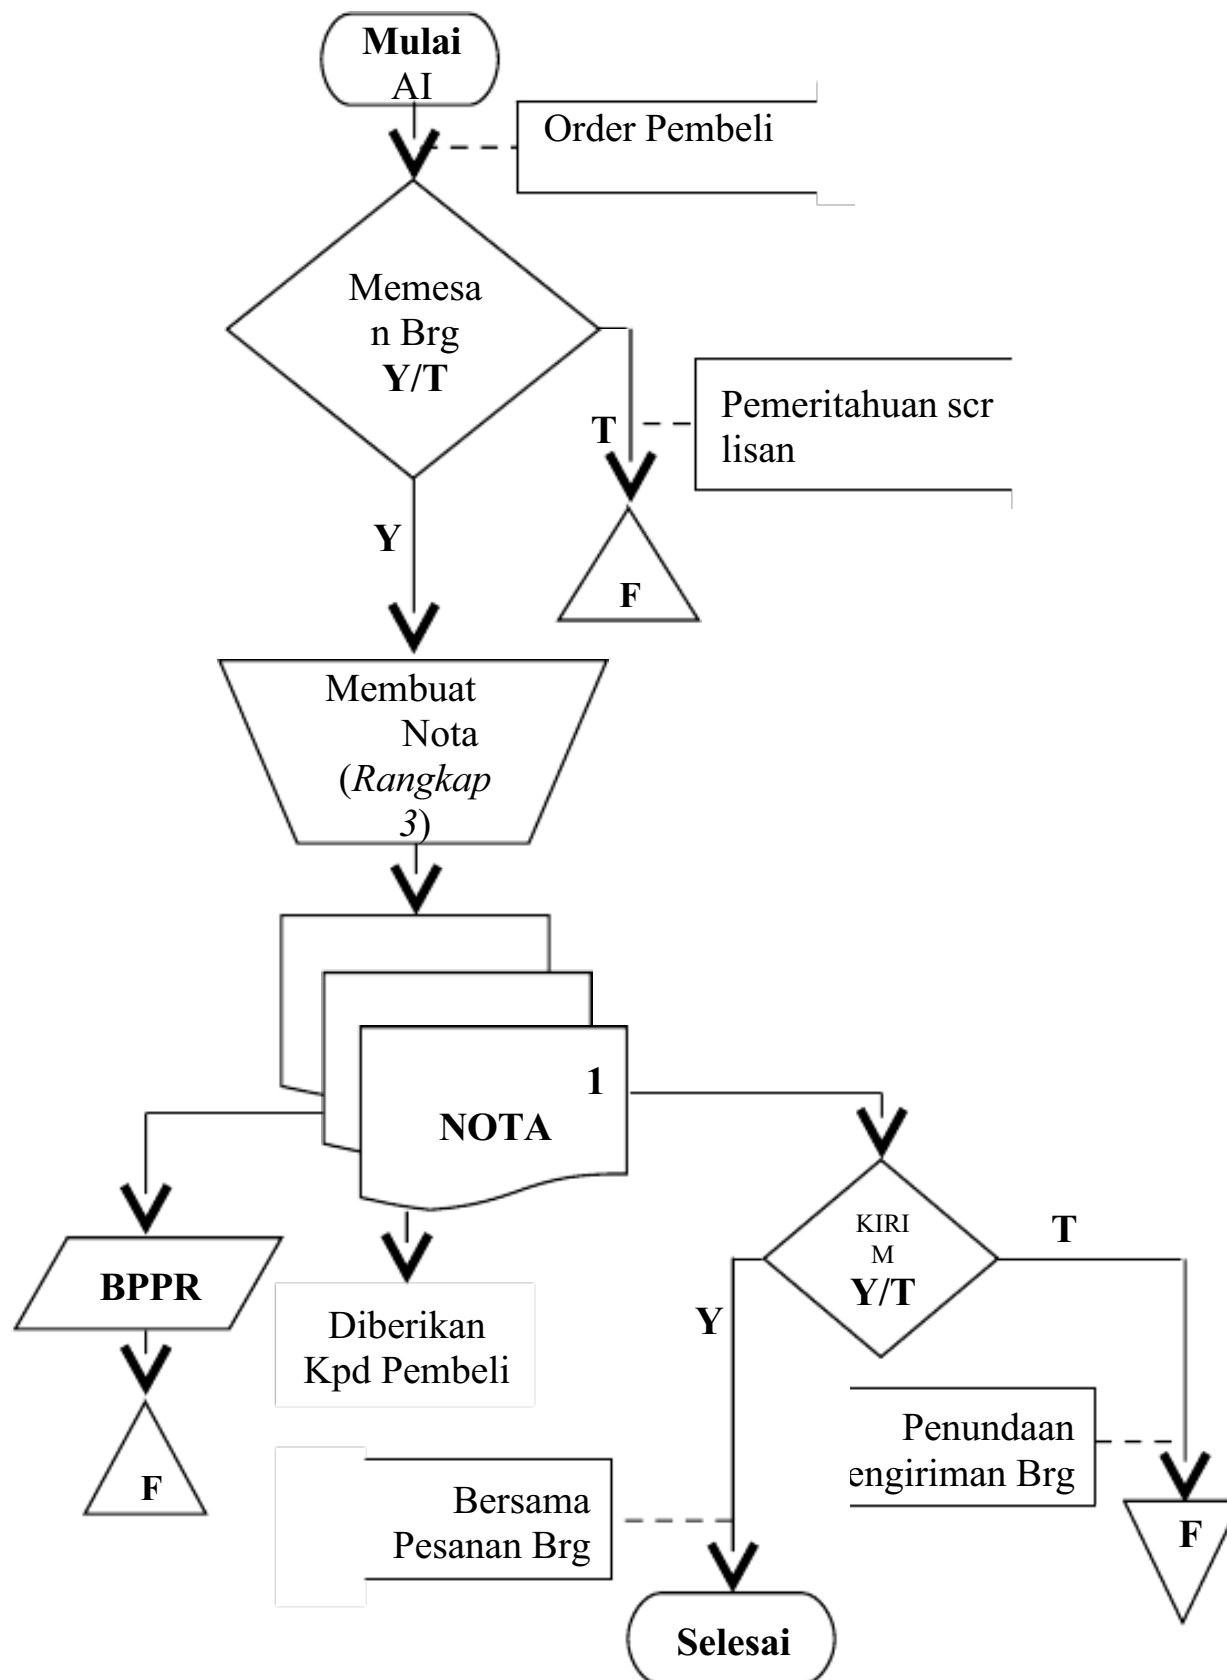 Mulai
AI
Order Pembeli
Memesa
n Brg
Y/T
Pemeritahuan scr
lisan
T
Y
F
Membuat
Nota
(Rangkap
3)
1
NOTA
KIRI
M
Y/T
T
Y
BPPR
Diberikan
Kpd Pembeli
F
Penundaan
engiriman Brg
Bersama
Pesanan Brg
F
Selesai